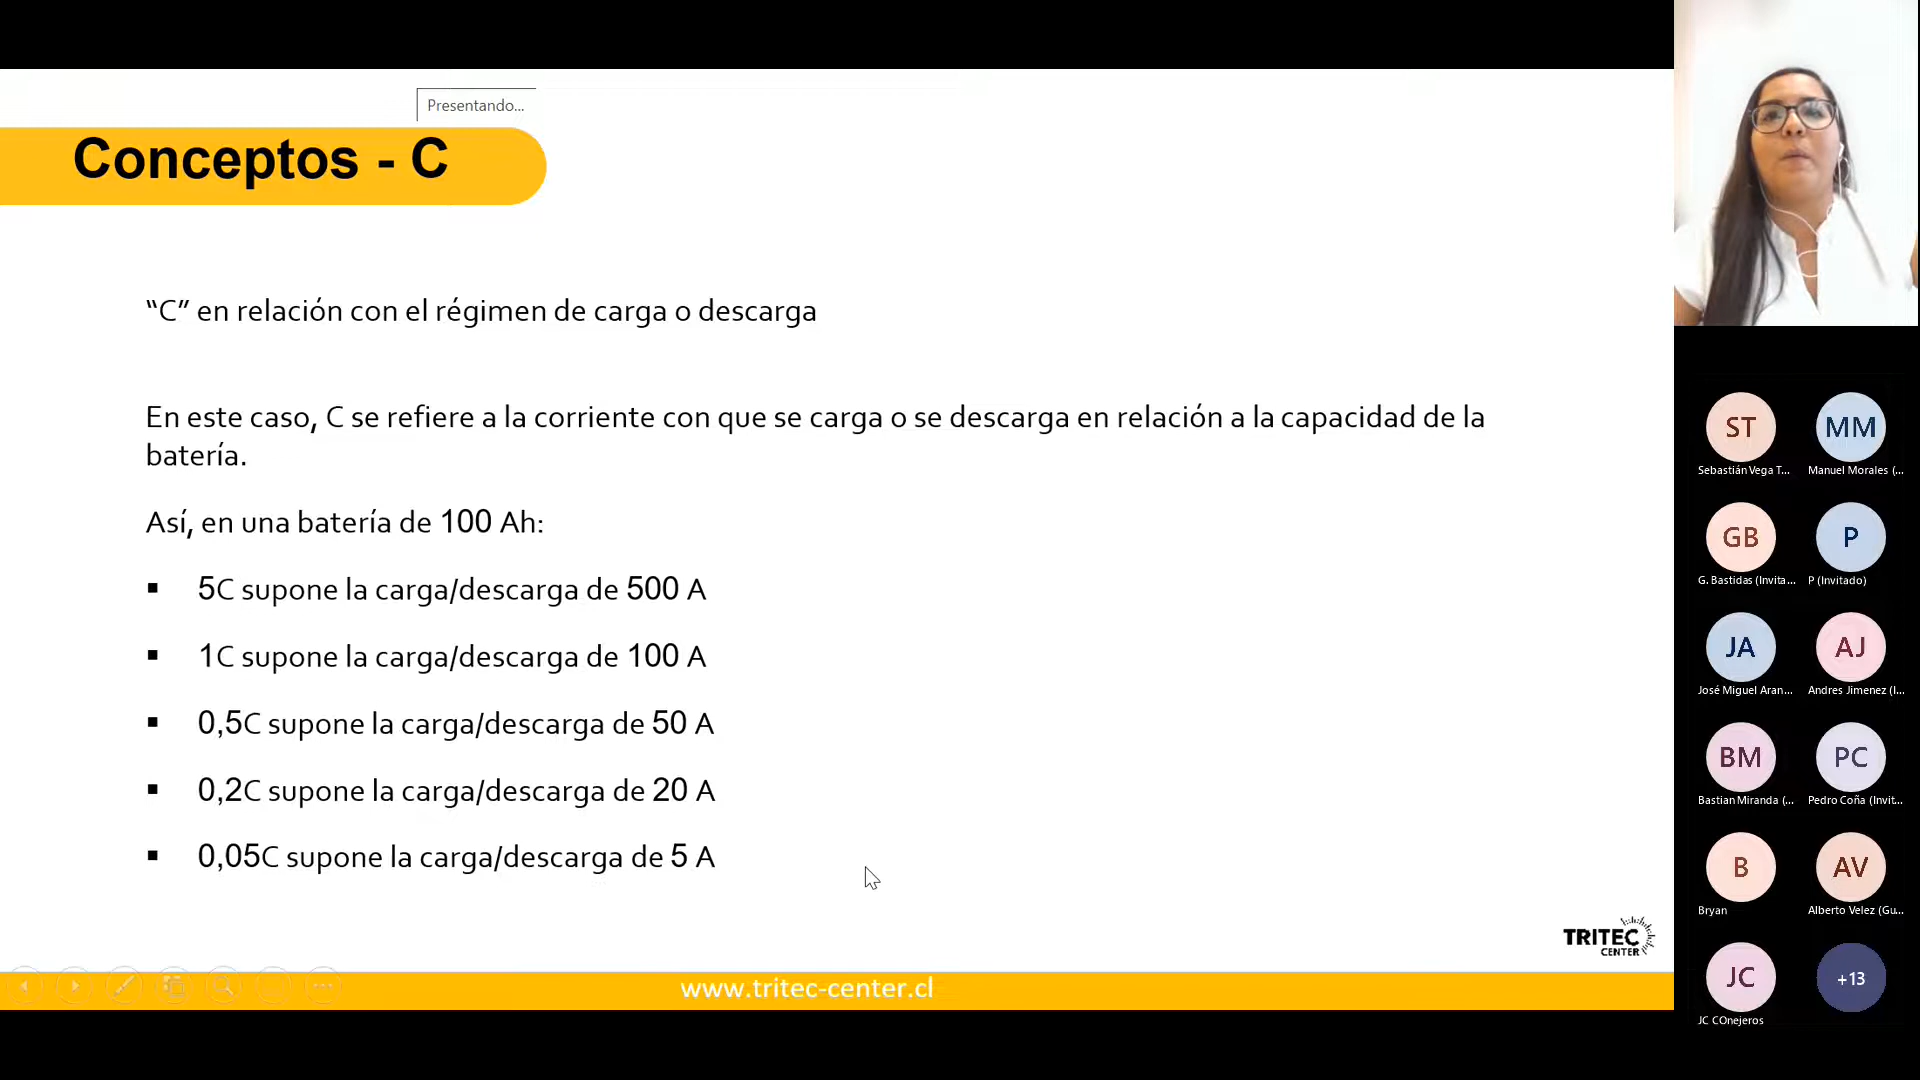 Presentando...
Conceptos - C
“C” en relación con el régimen de carga o descarga
En este caso, C se refiere a la corriente con que se carga o se descarga en relación a la capacidad de la
batería.
Así, en una batería de 100 Ah:
▪ 5C supone la carga/descarga de 500 A
▪ 1C supone la carga/descarga de 100 A
▪ 0,5C supone la carga/descarga de 50 A
▪ 0,2C supone la carga/descarga de 20 A
▪ 0,05C supone la carga/descarga de 5 A
TRITEC
CENTER
www.tritec-center.cl
ST
Sebastián Vega T...
MM
Manuel Morales (...
GB
G. Bastidas (Invita...
P
P (Invitado)
JA
José Miguel Aran...
AJ
Andres Jimenez (I...
BM
Bastian Miranda (...
PC
Pedro Coña (Invit...
B
Bryan
AV
Alberto Velez (Gu...
JC
JC COnejeros
+13